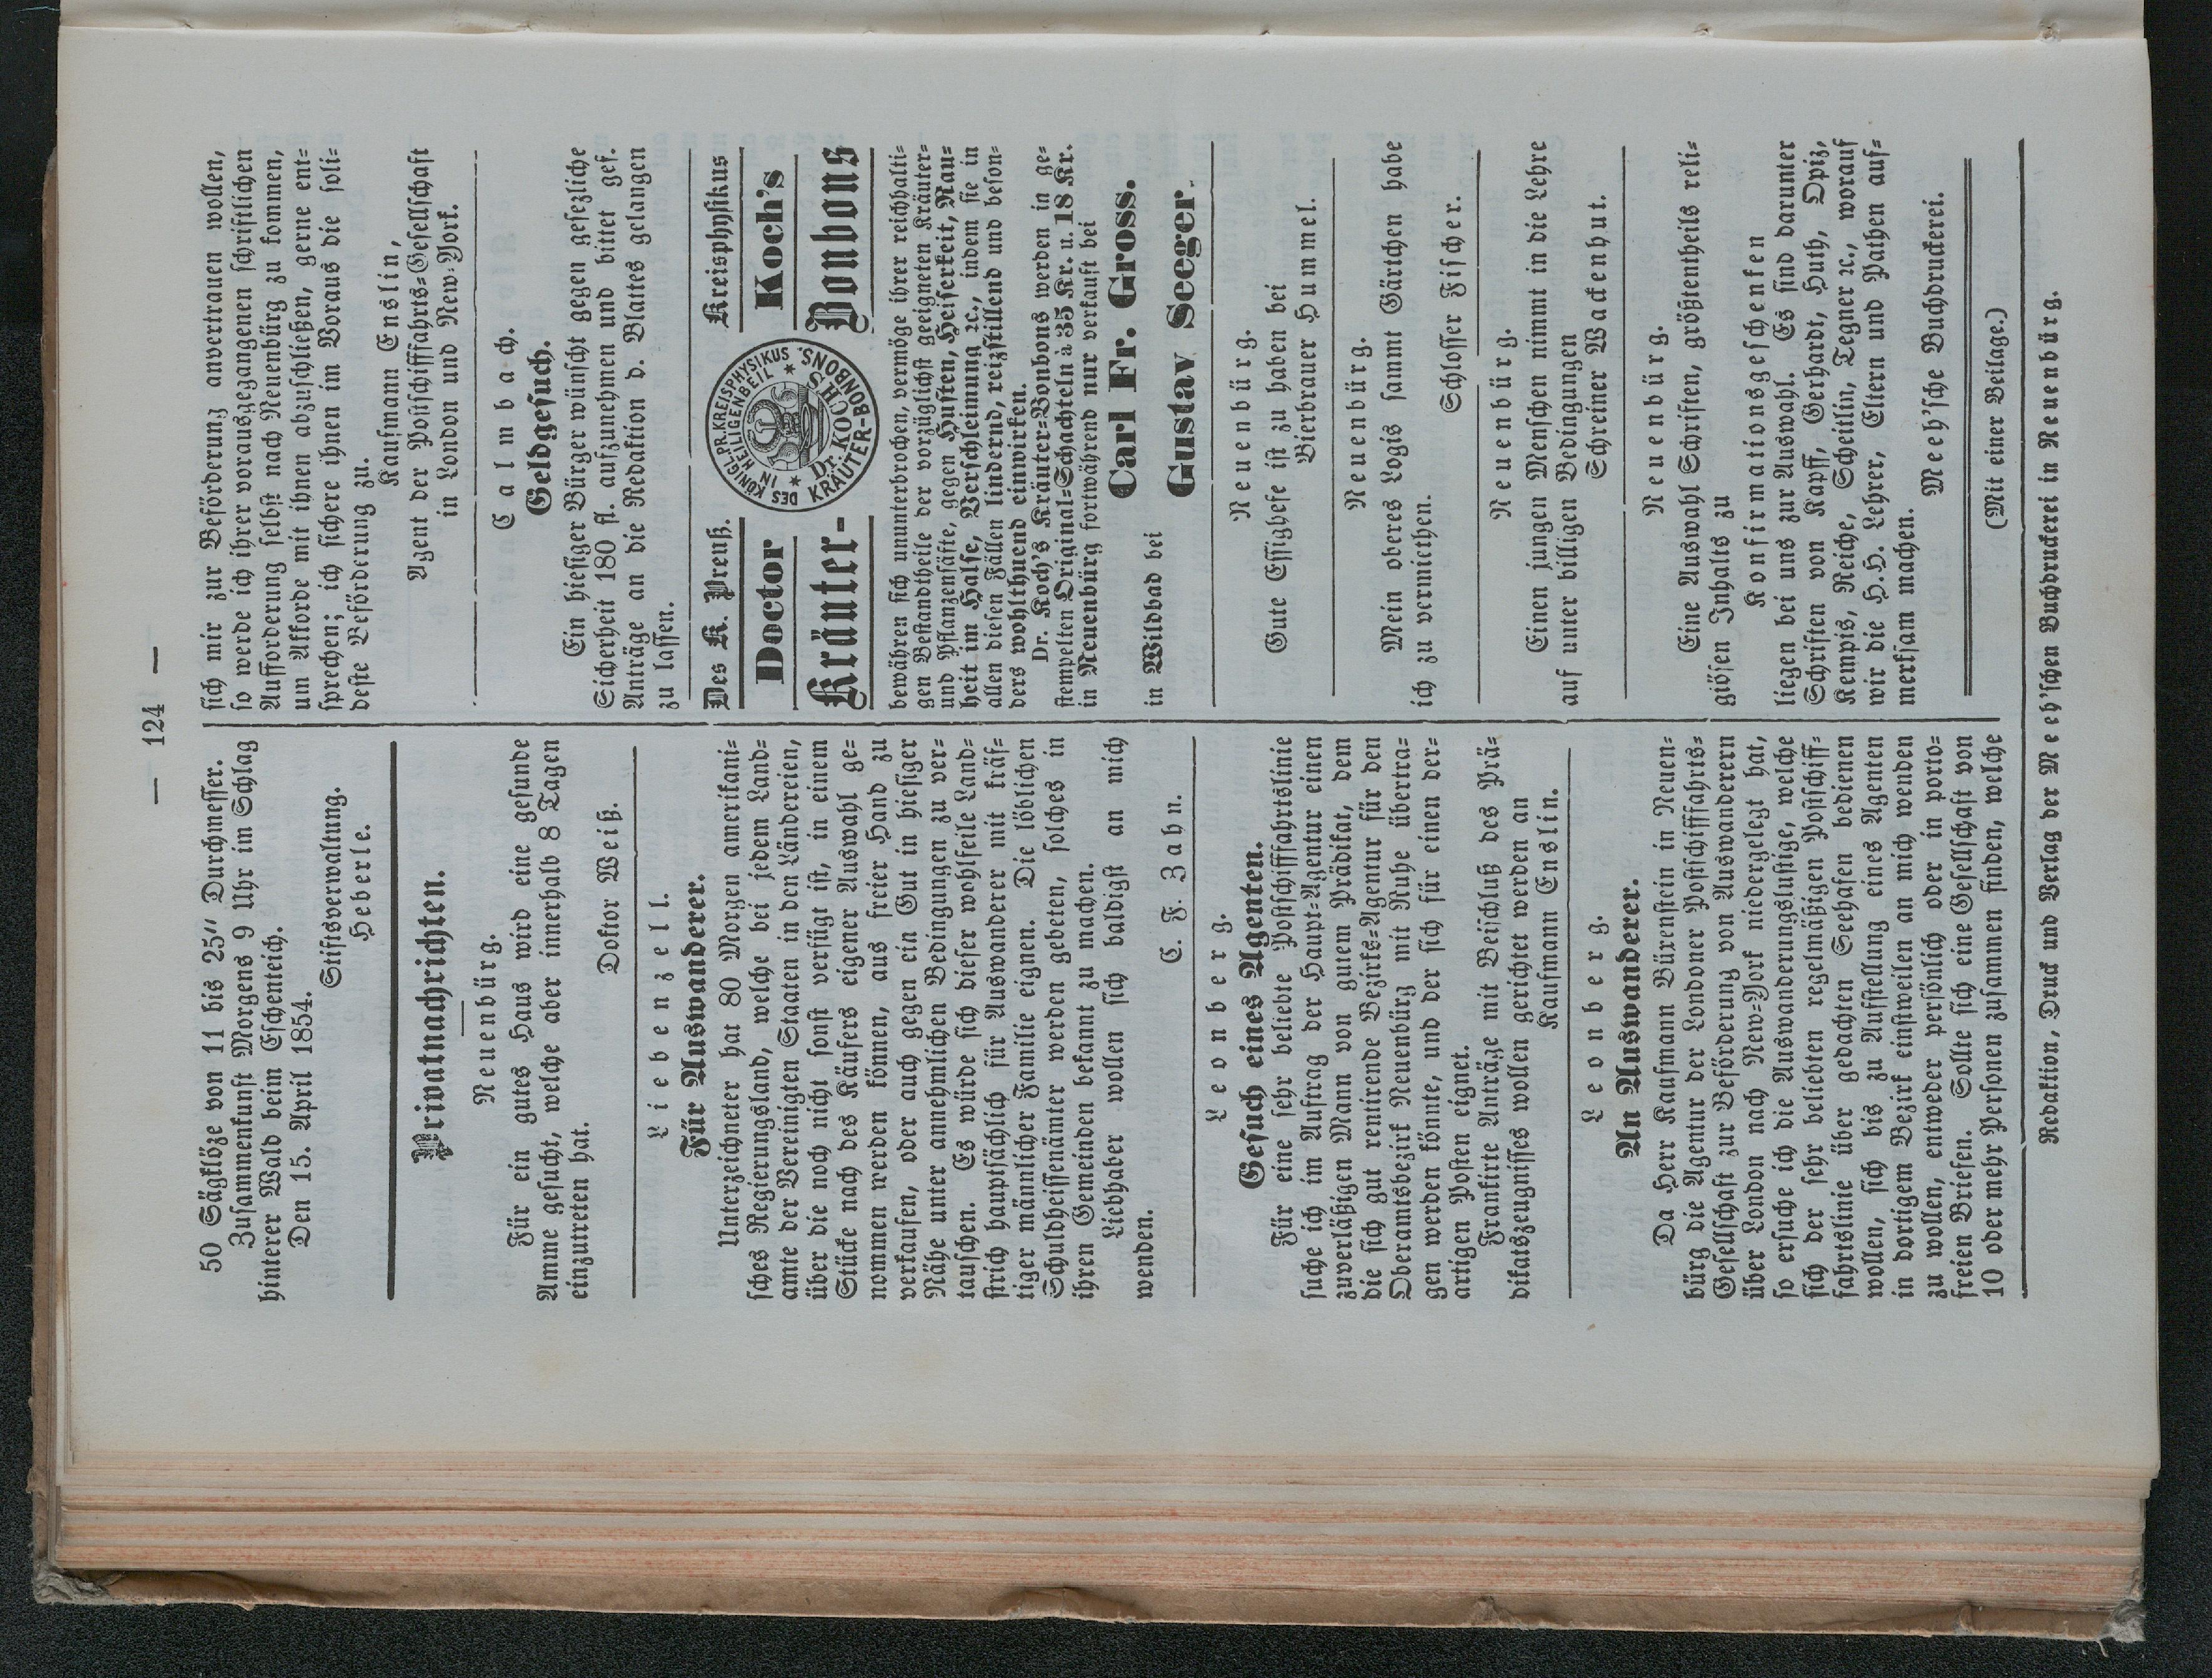 — 124 —
50 Sägklöze von 11 bis 25″ Durchmesser.
Zusammenkunft Morgens 9 Uhr im Schlag
hinterer Wald beim Eschenteich.
Den 15. April 1854.
Stiftsverwaltung.
Heberle.
Privatnachrichten.
Neuenbürg.
Für ein gutes Haus wird eine gesunde
Amme gesucht, welche aber innerhalb 8 Tagen
einzutreten hat.
Doktor Weiß.
Liebenzell.
Für Auswanderer.
Unterzeichneter hat 80 Morgen amerikani-
sches Regierungsland, welche bei jedem Land-
amte der Vereinigten Staaten in den Ländereien,
über die noch nicht sonst verfügt ist, in einem
Stücke nach des Käufers eigener Auswahl ge-
nommen werden können, aus freier Hand zu
verkaufen, oder auch gegen ein Gut in hiesiger
Nähe unter annehmlichen Bedingungen zu ver-
tauschen. Es würde sich dieser wohlfeile Land-
strich hauptsächlich für Auswanderer mit kräf-
tiger männlicher Familie eignen. Die löblichen
Schuldheissenämter werden gebeten, solches in
ihren Gemeinden bekannt zu machen.
Liebhaber wollen sich baldigst an mich
wenden.
C. F. Zahn.
Leonberg.
Gesuch eines Agenten.
Für eine sehr beliebte Postschifffahrtslinie
suche ich im Auftrag der Haupt-Agentur einen
zuverläßigen Mann von gutem Prädikat, dem
die sich gut rentirende Bezirks-Agentur für den
Oberamtsbezirk Neuenbürg mit Ruhe übertra-
gen werden könnte, und der sich für einen der-
artigen Posten eignet.
Frankirte Anträge mit Beischluß des Prä-
dikatszeugnisses wollen gerichtet werden an
Kaufmann Enslin.
Leonberg.
An Auswanderer.
Da Herr Kaufmann Bürenstein in Neuen-
bürg die Agentur der Londoner Postschifffahrts-
Gesellschaft zur Beförderung von Auswanderern
über London nach New-York niedergelegt hat,
so ersuche ich die Auswanderungslustige, welche
sich der sehr beliebten regelmäßigen Postschiff-
fahrtslinie über gedachten Seehafen bedienen
wollen, sich bis zu Aufstellung eines Agenten
in dortigem Bezirk einstweilen an mich wenden
zu wollen, entweder persönlich oder in porto-
freien Briefen. Sollte sich eine Gesellschaft von
10 oder mehr Personen zusammen finden, welche
sich mir zur Beförderung anvertrauen wollen,
so werde ich ihrer vorausgegangenen schriftlichen
Aufforderung selbst nach Neuenbürg zu kommen,
um Akkorde mit ihnen abzuschließen, gerne ent-
sprechen; ich sichere ihnen im Voraus die soli-
deste Beförderung zu.
Kaufmann Enslin,
Agent der Postschifffahrts-Gesellschaft
in London und New-York.
Calmbach.
Geldgesuch.
Ein hiesiger Bürger wünscht gegen gesezliche
Sicherheit 180 fl. aufzunehmen und bittet gef.
Anträge an die Redaktion d. Blattes gelangen
zu lassen.
Des K. Preuß. Kreisphysikus
Doctor Koch's
Kräuter- Bonbons
DES KÖNIGL. PR. KREISPHYSIKUS
IN HEILIGENBEIL
Dr. KOCH'S
KRÄUTER-BONBONS.
bewähren sich ununterbrochen, vermöge ihrer reichhalti-
gen Bestandtheile der vorzüglichst geeigneten Kräuter-
und Pflanzensäfte, gegen Husten, Heiserkeit, Rau-
heit im Halse, Verschleimung ꝛc., indem sie in
allen diesen Fällen lindernd, reizstillend und beson-
ders wohlthuend einwirken.
Dr. Koch's Kräuter-Bonbons werden in ge-
stempelten Original-Schachteln à 35 Kr. u. 18 Kr.
in Neuenbürg fortwährend nur verkauft bei
Carl Fr. Gross.
in Wildbad bei
Gustav Seeger.
Neuenbürg.
Gute Essighefe ist zu haben bei
Bierbrauer Hummel.
Neuenbürg.
Mein oberes Logis sammt Gärtchen habe
ich zu vermiethen.
Schlosser Fischer.
Neuenbürg.
Einen jungen Menschen nimmt in die Lehre
auf unter billigen Bedingungen
Schreiner Wackenhut.
Neuenbürg.
Eine Auswahl Schriften, größtentheils reli-
giösen Inhalts zu
Konfirmationsgeschenken
liegen bei uns zur Auswahl. Es sind darunter
Schriften von Kapff, Gerhardt, Huth, Opiz,
Kempis, Reiche, Scheitlin, Tegner ꝛc., worauf
wir die H.H. Lehrer, Eltern und Pathen auf-
merksam machen.
Meeh'sche Buchdruckerei.
(Mit einer Beilage.)
Redaktion, Druck und Verlag der Meeh'schen Buchdruckerei in Neuenbürg.